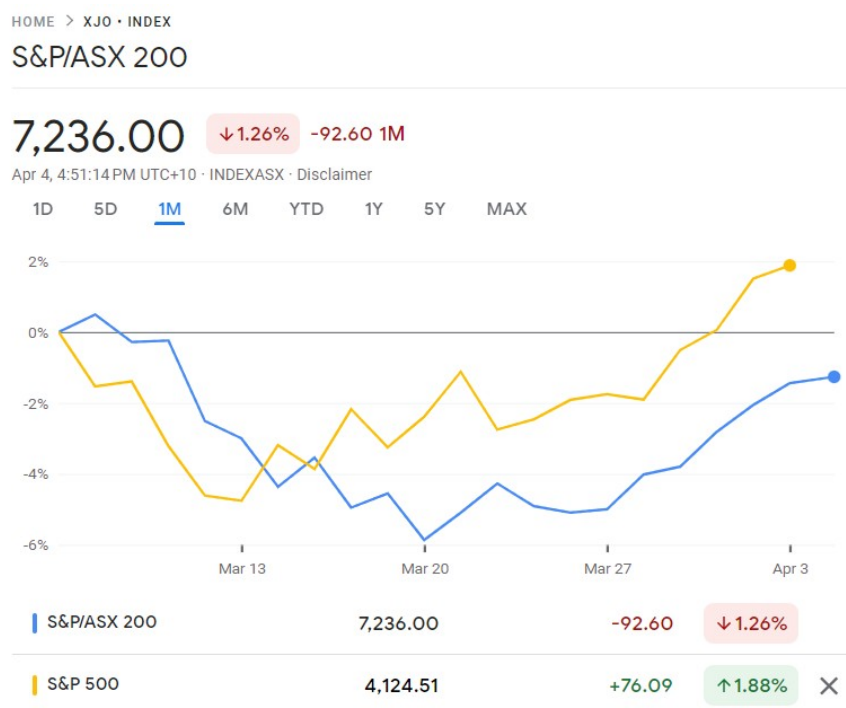 HOME > XJO • INDEX
S&P/ASX 200
7,236.00 ↓1.26% -92.60 1M
Apr 4, 4:51:14 PM UTC+10 · INDEXASX · Disclaimer
1D 5D 1M 6M YTD 1Y 5Y MAX
2%
0%
-2%
-4%
-6%
Mar 13 Mar 20 Mar 27 Apr 3
S&P/ASX 200 7,236.00 -92.60 ↓1.26%
S&P 500 4,124.51 +76.09 ↑1.88%